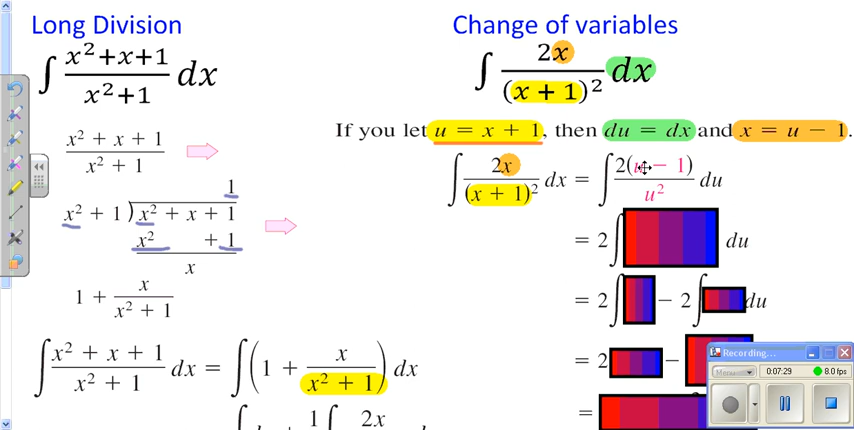 Long Division
∫ (x²+x+1)/(x²+1) dx
(x² + x + 1)/(x² + 1)
1
x² + 1)x² + x + 1
x² + 1
x
1 + x/(x² + 1)
∫ (x² + x + 1)/(x² + 1) dx = ∫(1 + x/(x² + 1)) dx
Change of variables
∫ 2x/(x + 1)² dx
If you let u = x + 1, then du = dx and x = u − 1.
∫ 2x/(x + 1)² dx = ∫ 2(u − 1)/u² du
= 2∫ du
= 2∫ − 2∫ du
= 2 −
=
Recording...
Menu
0:07:29 8.0 fps